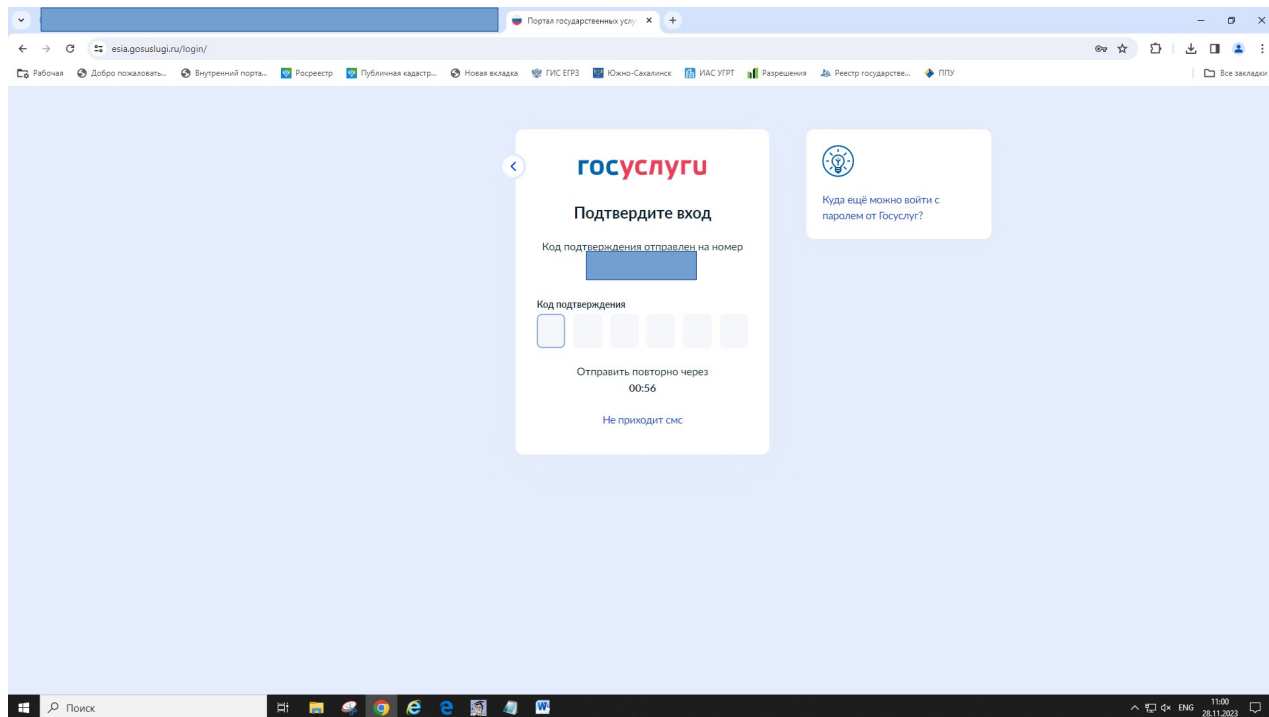 Портал государственных услу
esia.gosuslugi.ru/login/
Рабочая Добро пожаловать... Внутренний порта... Росреестр Публичная кадастр... Новая вкладка ГИС ЕГРЗ Южно-Сахалинск ИАС УГРТ Разрешения Реестр государстве... ППУ Все закладки
госуслуги
Подтвердите вход
Код подтверждения отправлен на номер
Код подтверждения
Отправить повторно через
00:56
Не приходит смс
Куда ещё можно войти с
паролем от Госуслуг?
Поиск
ENG
11:00
28.11.2023